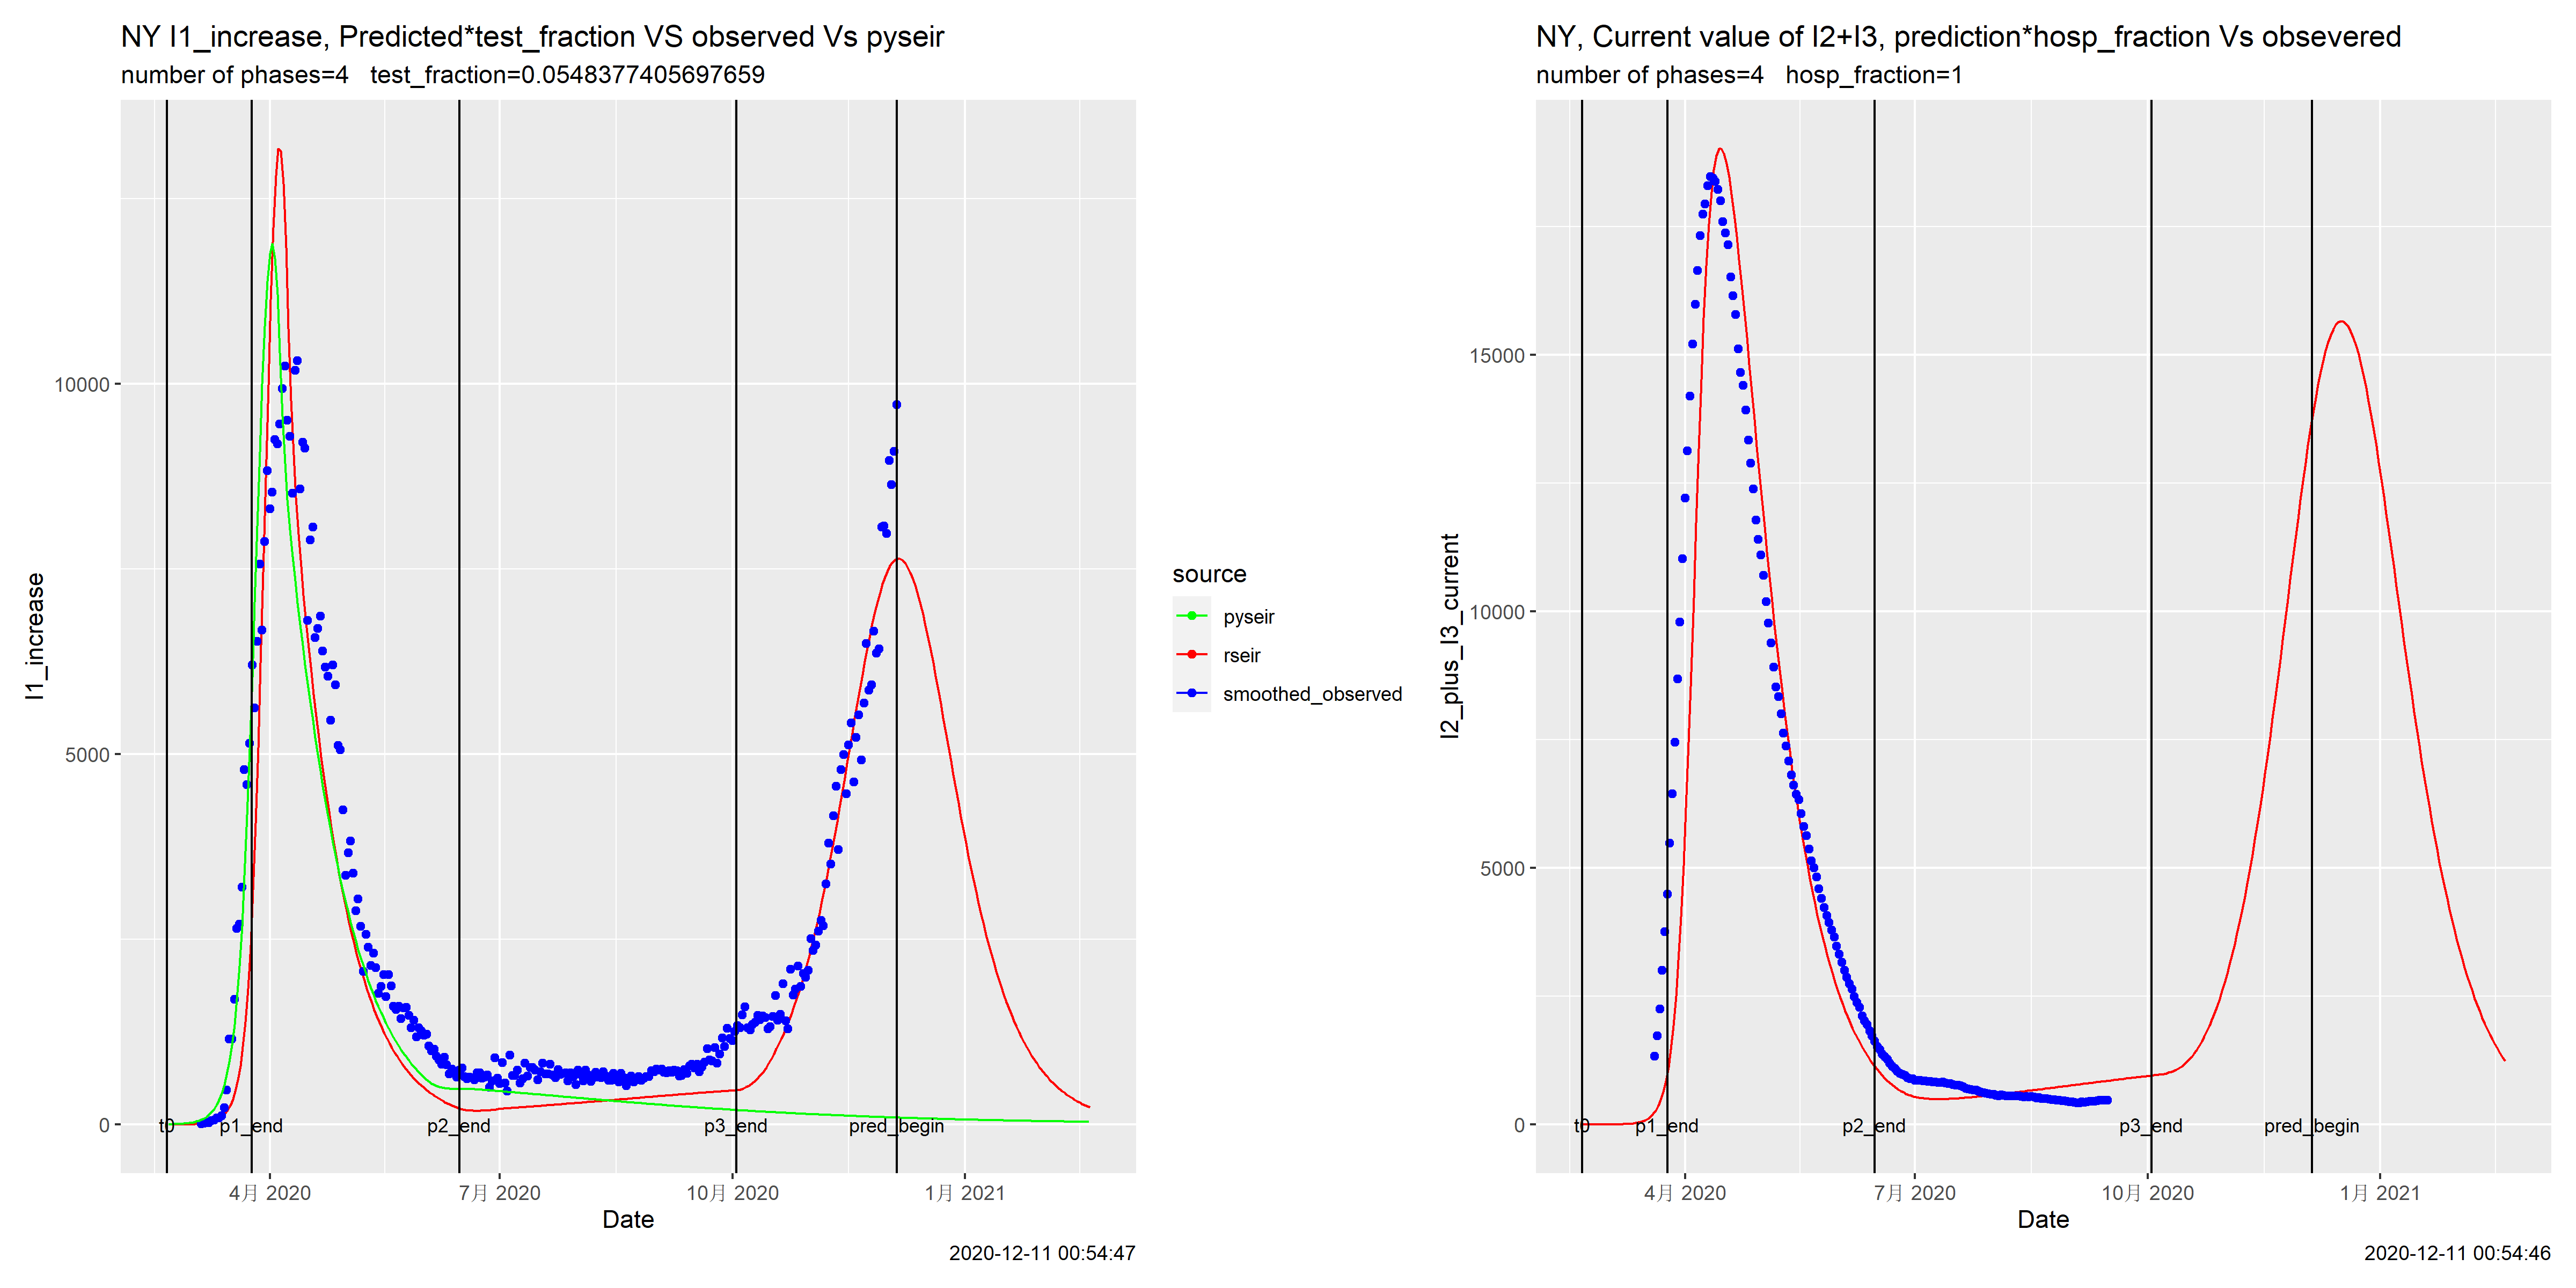 NY I1_increase, Predicted*test_fraction VS observed Vs pyseir
number of phases=4 test_fraction=0.0548377405697659
I1_increase
10000
5000
0
t0
p1_end
p2_end
p3_end
pred_begin
4月 2020
7月 2020
10月 2020
1月 2021
Date
2020-12-11 00:54:47
source
pyseir
rseir
smoothed_observed
NY, Current value of I2+I3, prediction*hosp_fraction Vs obsevered
number of phases=4 hosp_fraction=1
I2_plus_I3_current
15000
10000
5000
0
t0
p1_end
p2_end
p3_end
pred_begin
4月 2020
7月 2020
10月 2020
1月 2021
Date
2020-12-11 00:54:46